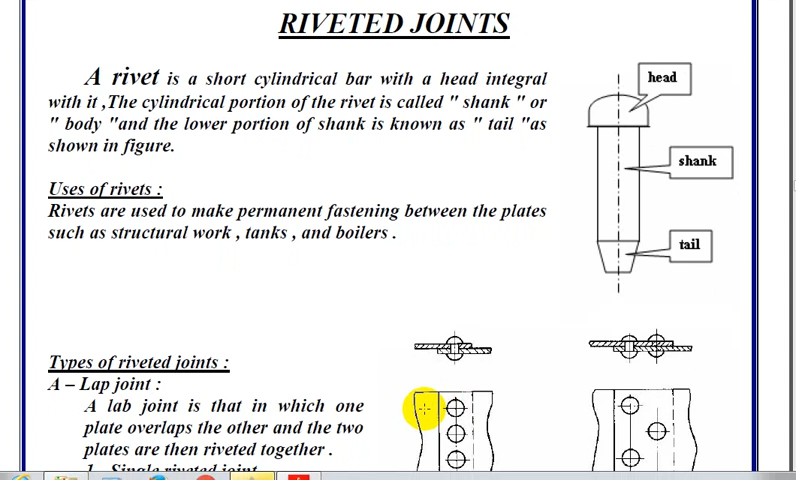 RIVETED JOINTS
A rivet is a short cylindrical bar with a head integral
with it ,The cylindrical portion of the rivet is called " shank " or
" body "and the lower portion of shank is known as " tail "as
shown in figure.
head
shank
tail
Uses of rivets :
Rivets are used to make permanent fastening between the plates
such as structural work , tanks , and boilers .
Types of riveted joints :
A – Lap joint :
A lab joint is that in which one
plate overlaps the other and the two
plates are then riveted together .
1 - Single riveted joint